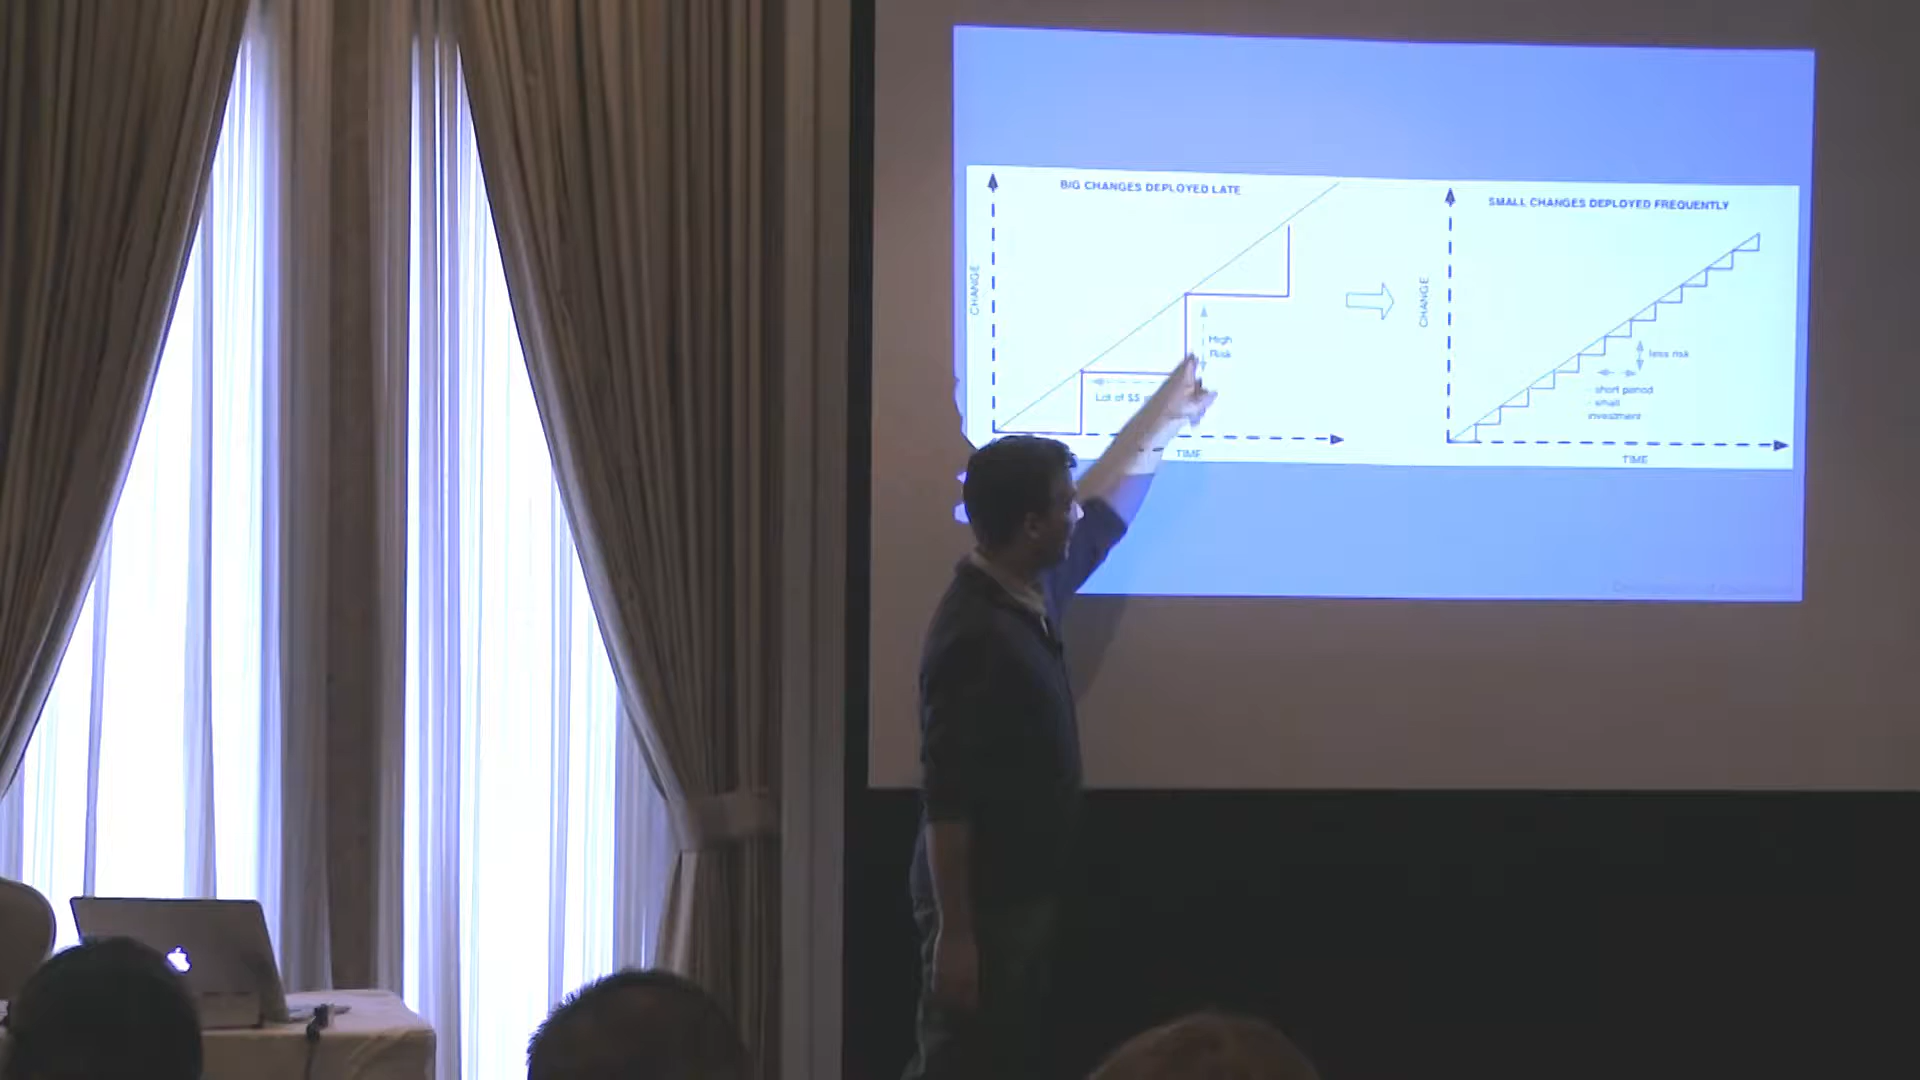 BIG CHANGES DEPLOYED LATE
CHANGE
High
Risk
Lot of $$
TIME
SMALL CHANGES DEPLOYED FREQUENTLY
CHANGE
less risk
- short period
- small
investment
TIME